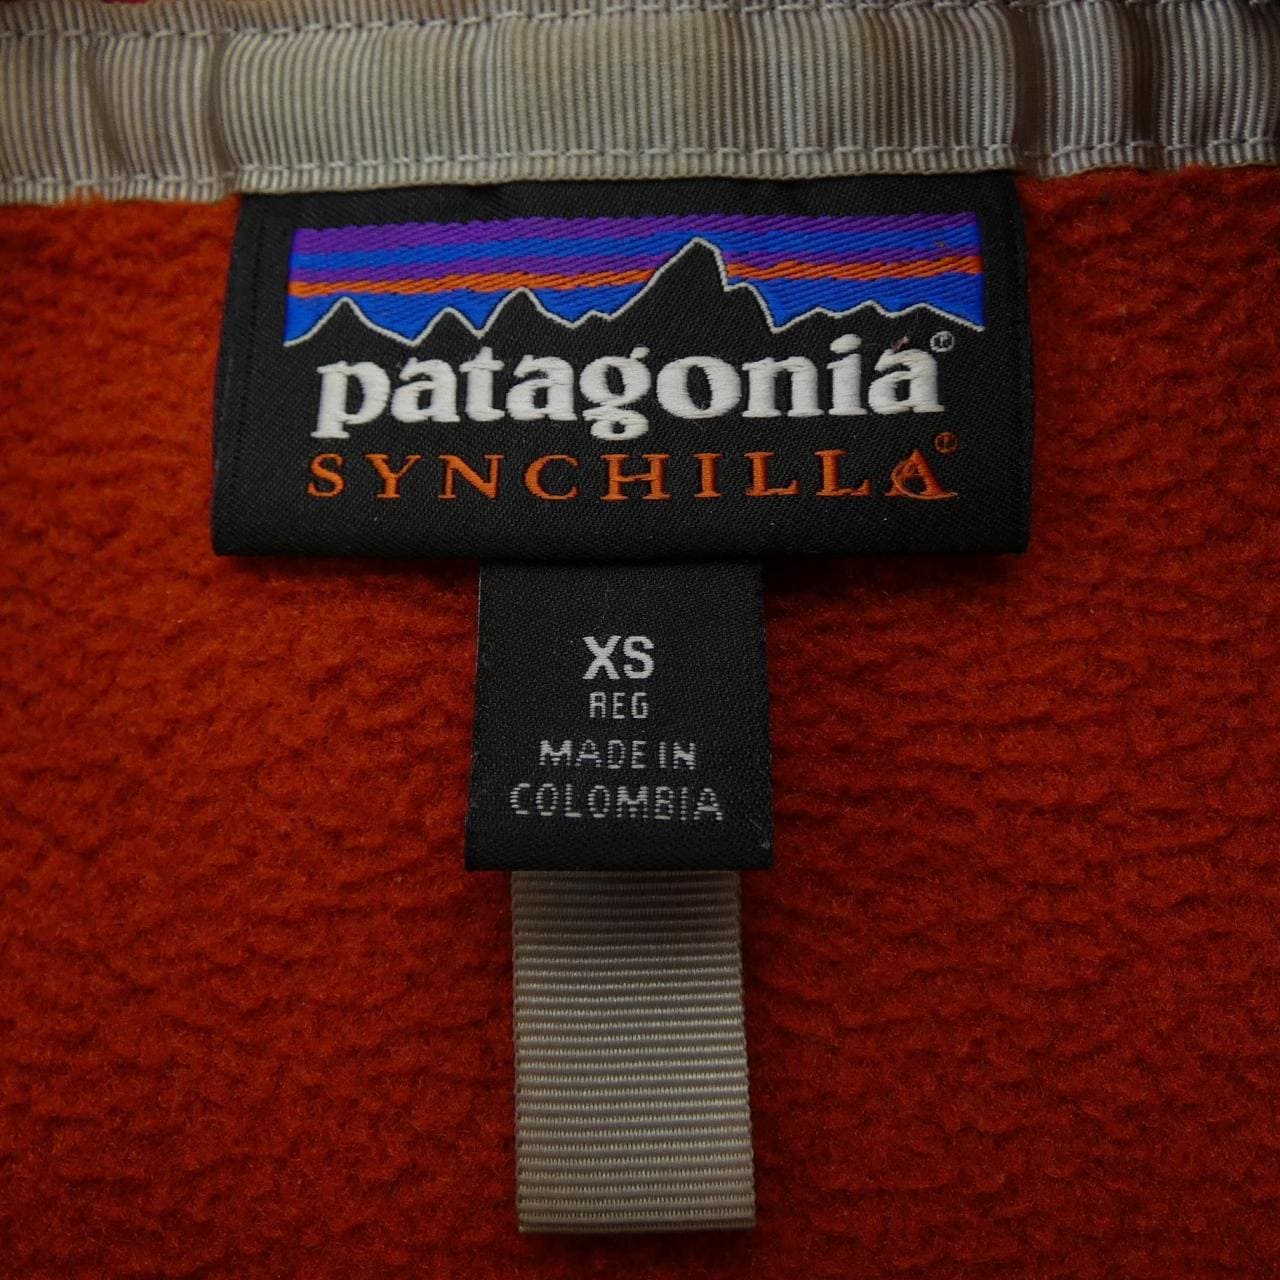 patagonia®
SYNCHILLA®
XS
REG
MADE IN
COLOMBIA